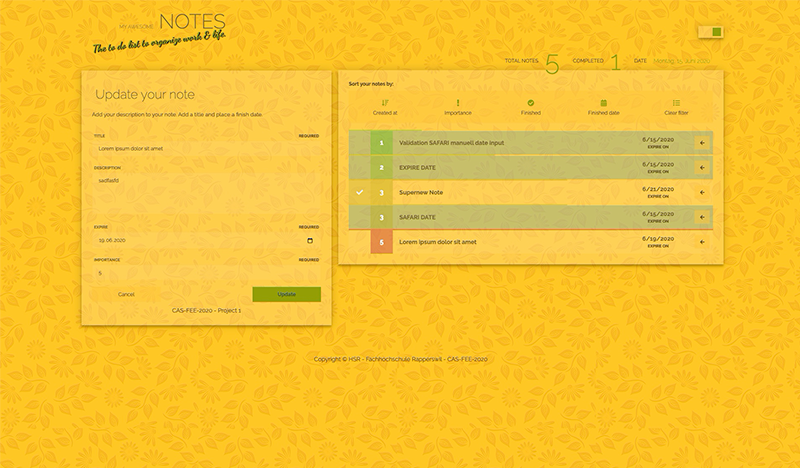 MY AWESOME NOTES
The to do list to organize work & life.
TOTAL NOTES 5 COMPLETED 1 DATE Montag, 15. Juni 2020
Update your note
Add your description to your note. Add a title and place a finish date.
TITLE REQUIRED
Lorem ipsum dolor sit amet
DESCRIPTION:
sadflasfd
EXPIRE REQUIRED
19.06.2020
IMPORTANCE REQUIRED
5
Cancel Update
CAS-FEE-2020 - Project 1
Sort your notes by:
Created at Importance Finished Finished date Clear filter
1 Validation SAFARI manuell date input 6/15/2020
EXPIRE ON
2 EXPIRE DATE 6/15/2020
EXPIRE ON
3 Supernew Note 8/21/2020
EXPIRE ON
3 SAFARI DATE 6/15/2020
EXPIRE ON
5 Lorem ipsum dolor sit amet 6/19/2020
EXPIRE ON
Copyright © HSR - Fachhochschule Rapperswil - CAS-FEE-2020